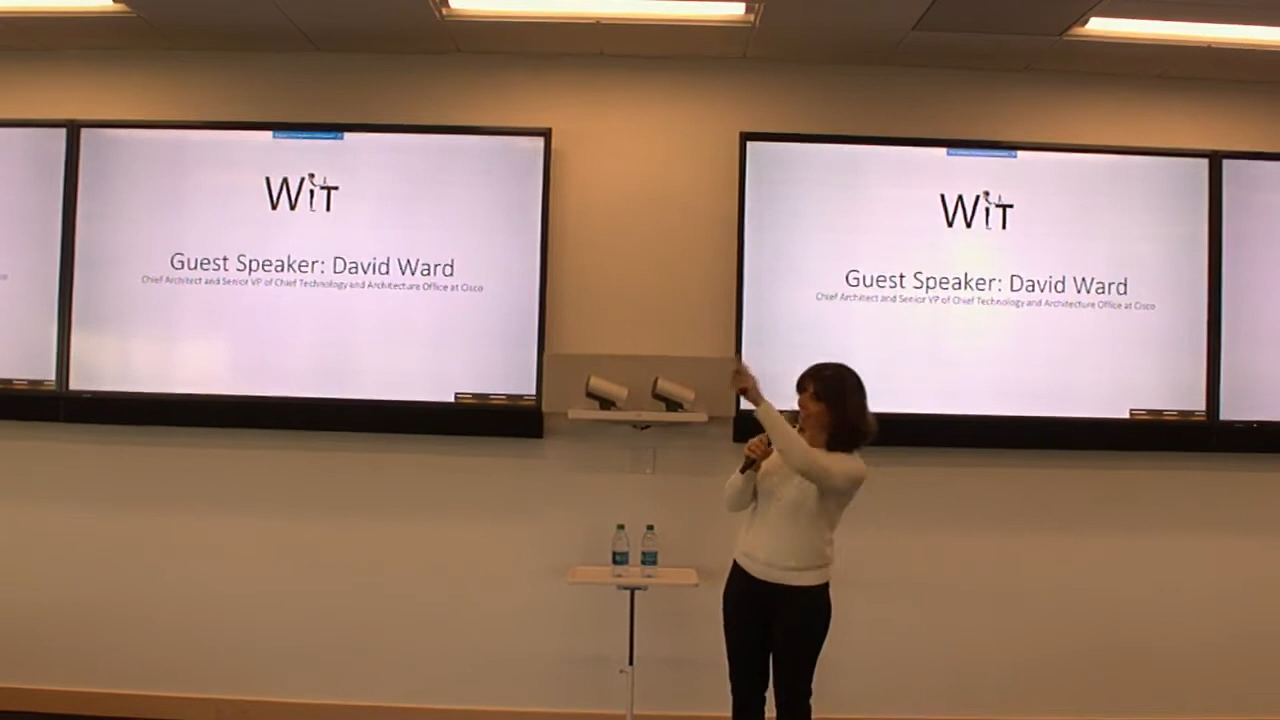 WiT
Guest Speaker: David Ward
Chief Architect and Senior VP of Chief Technology and Architecture Office at Cisco
WiT
Guest Speaker: David Ward
Chief Architect and Senior VP of Chief Technology and Architecture Office at Cisco